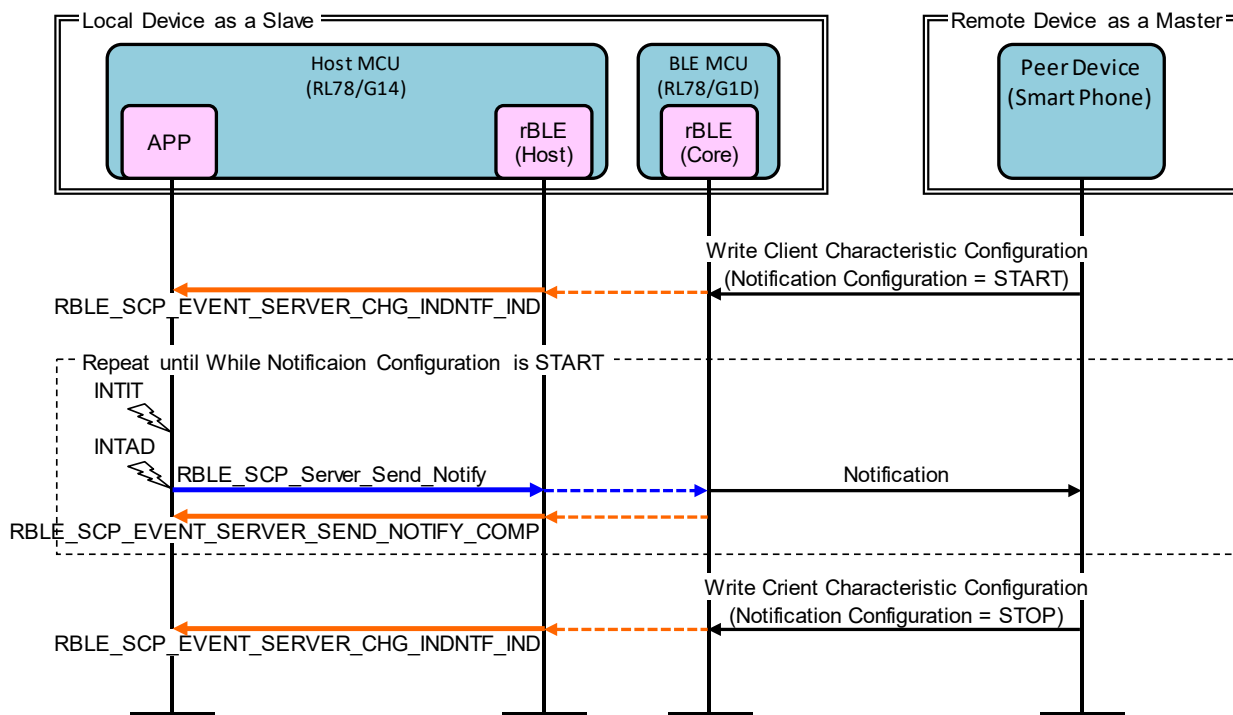 Local Device as a Slave
Remote Device as a Master
Host MCU
(RL78/G14)
BLE MCU
(RL78/G1D)
Peer Device
(Smart Phone)
APP
rBLE
(Host)
rBLE
(Core)
Write Client Characteristic Configuration
(Notification Configuration = START)
RBLE_SCP_EVENT_SERVER_CHG_INDNTF_IND
Repeat until While Notificaion Configuration is START
INTIT
INTAD
RBLE_SCP_Server_Send_Notify
Notification
RBLE_SCP_EVENT_SERVER_SEND_NOTIFY_COMP
Write Crient Characteristic Configuration
(Notification Configuration = STOP)
RBLE_SCP_EVENT_SERVER_CHG_INDNTF_IND